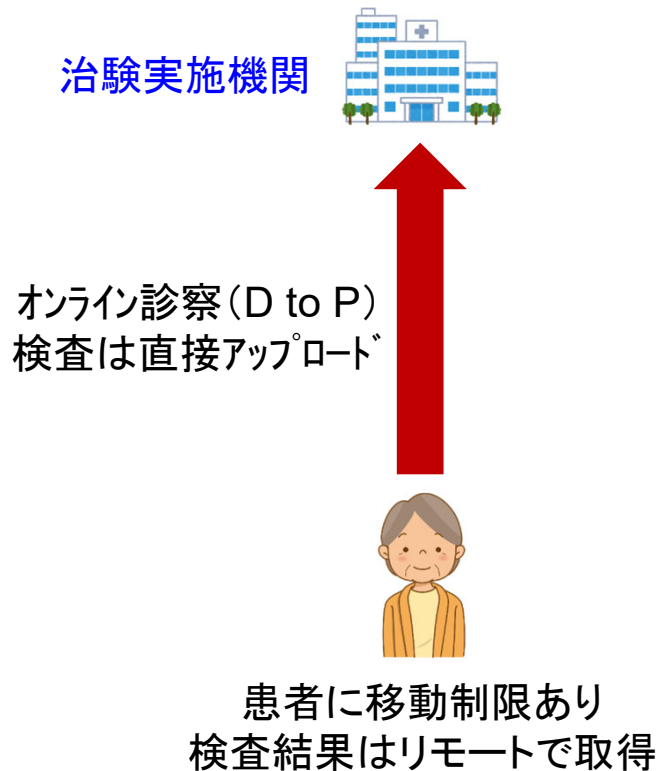 治験実施機関
オンライン診察（D to P）
検査は直接ｱｯﾌﾟﾛｰﾄﾞ
患者に移動制限あり
検査結果はリモートで取得